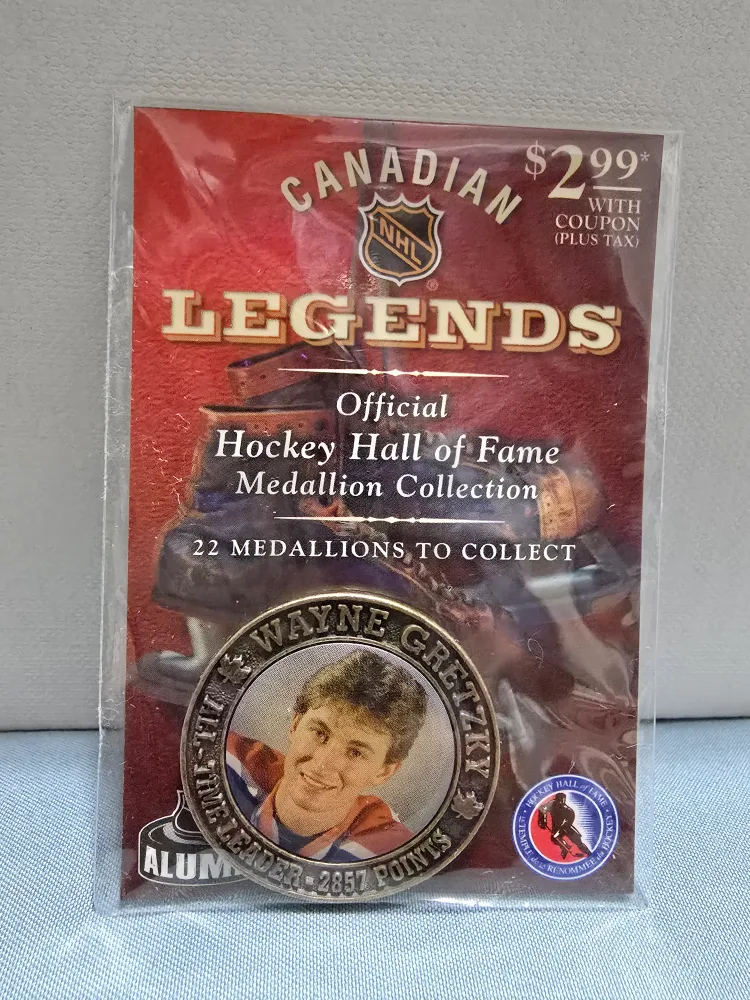 CANADIAN
NHL
®
LEGENDS
$2.99*
WITH
COUPON
(PLUS TAX)
Official
Hockey Hall of Fame
Medallion Collection
22 MEDALLIONS TO COLLECT
WAYNE GRETZKY
ALL-TIME LEADER - 2857 POINTS
ALUM
HOCKEY HALL of FAME
TEMPLE de la RENOMMÉE du HOCKEY